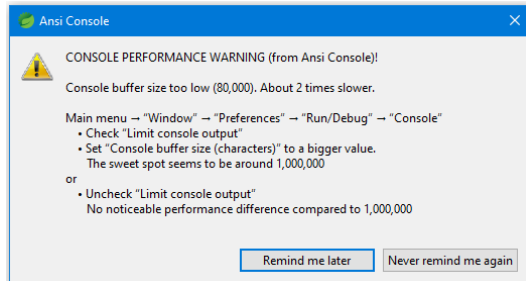 Ansi Console
CONSOLE PERFORMANCE WARNING (from Ansi Console)!
Console buffer size too low (80,000). About 2 times slower.
Main menu → "Window" → "Preferences" → "Run/Debug" → "Console"
• Check "Limit console output"
• Set "Console buffer size (characters)" to a bigger value.
The sweet spot seems to be around 1,000,000
or
• Uncheck "Limit console output"
No noticeable performance difference compared to 1,000,000
Remind me later Never remind me again